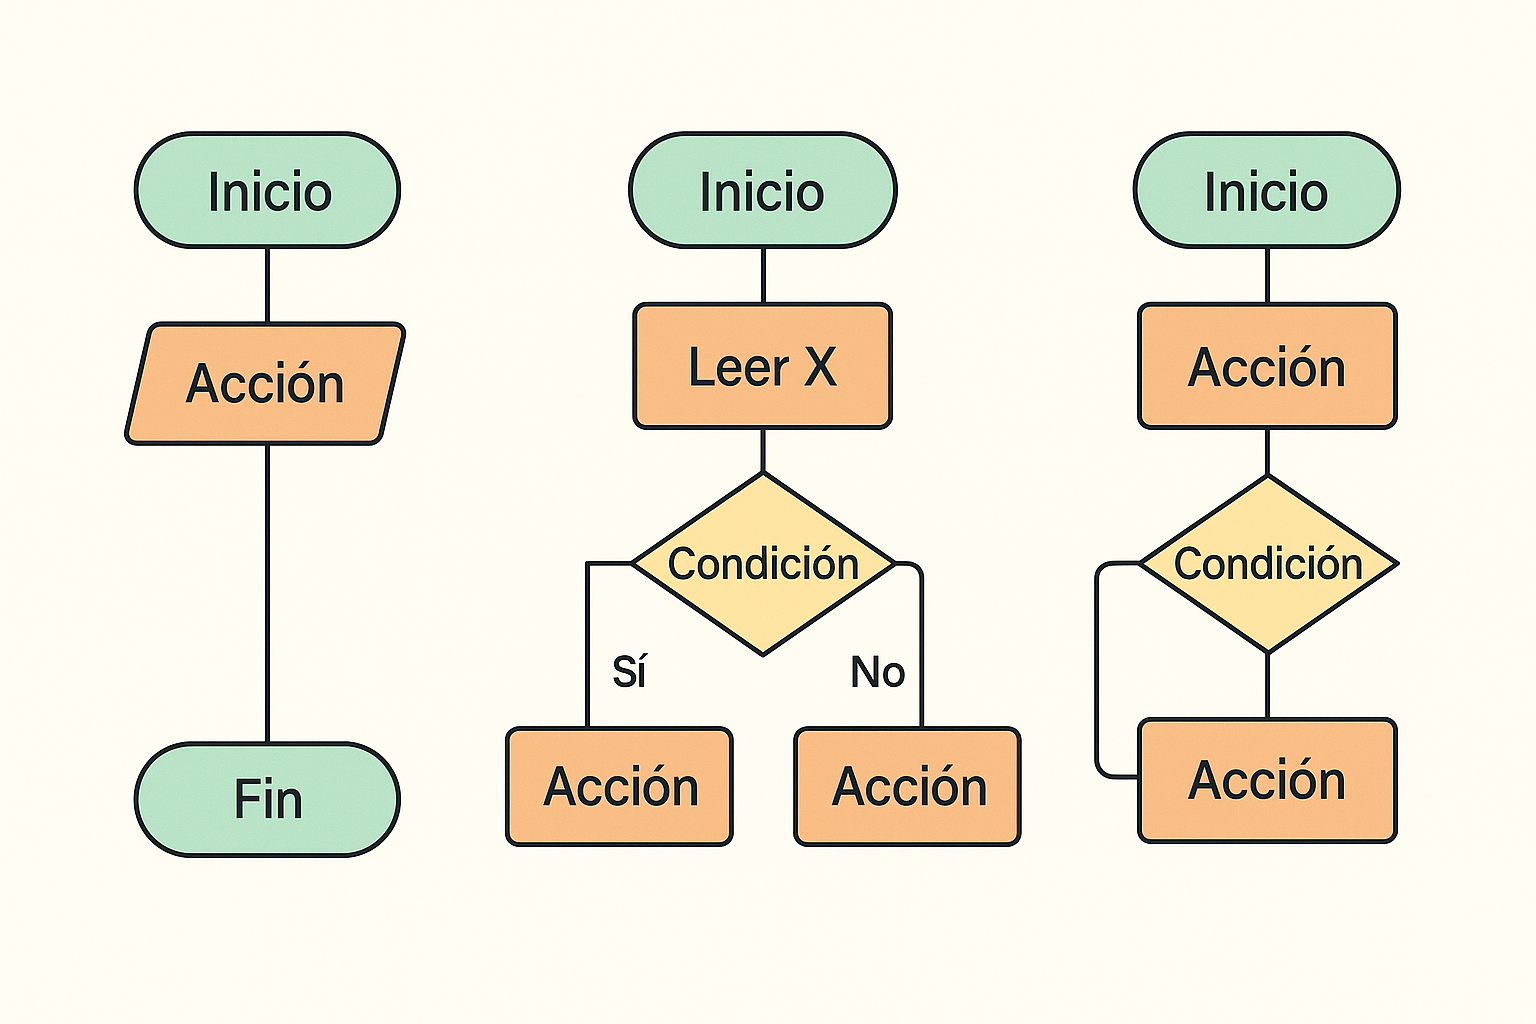 Inicio
Acción
Fin
Inicio
Leer X
Condición
Sí
No
Acción
Acción
Inicio
Acción
Condición
Acción